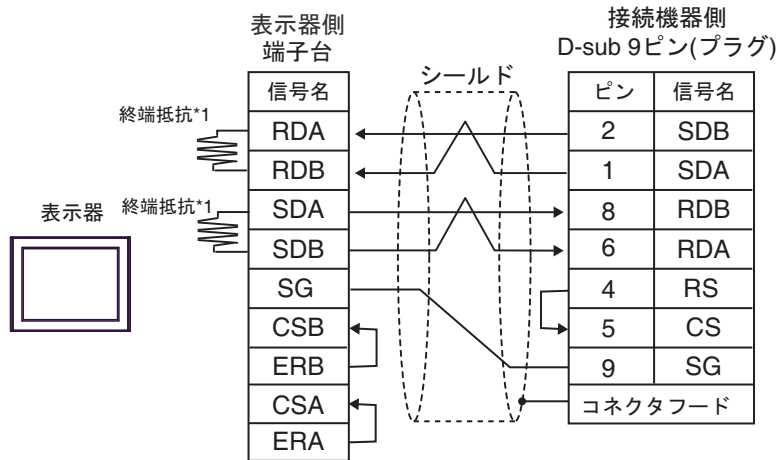 表示器側
端子台
接続機器側
D-sub 9ピン(プラグ)
シールド
信号名
ピン 信号名
終端抵抗*1
RDA
2 SDB
RDB
1 SDA
表示器
終端抵抗*1
SDA
8 RDB
SDB
6 RDA
SG
4 RS
CSB
5 CS
ERB
9 SG
CSA
コネクタフード
ERA